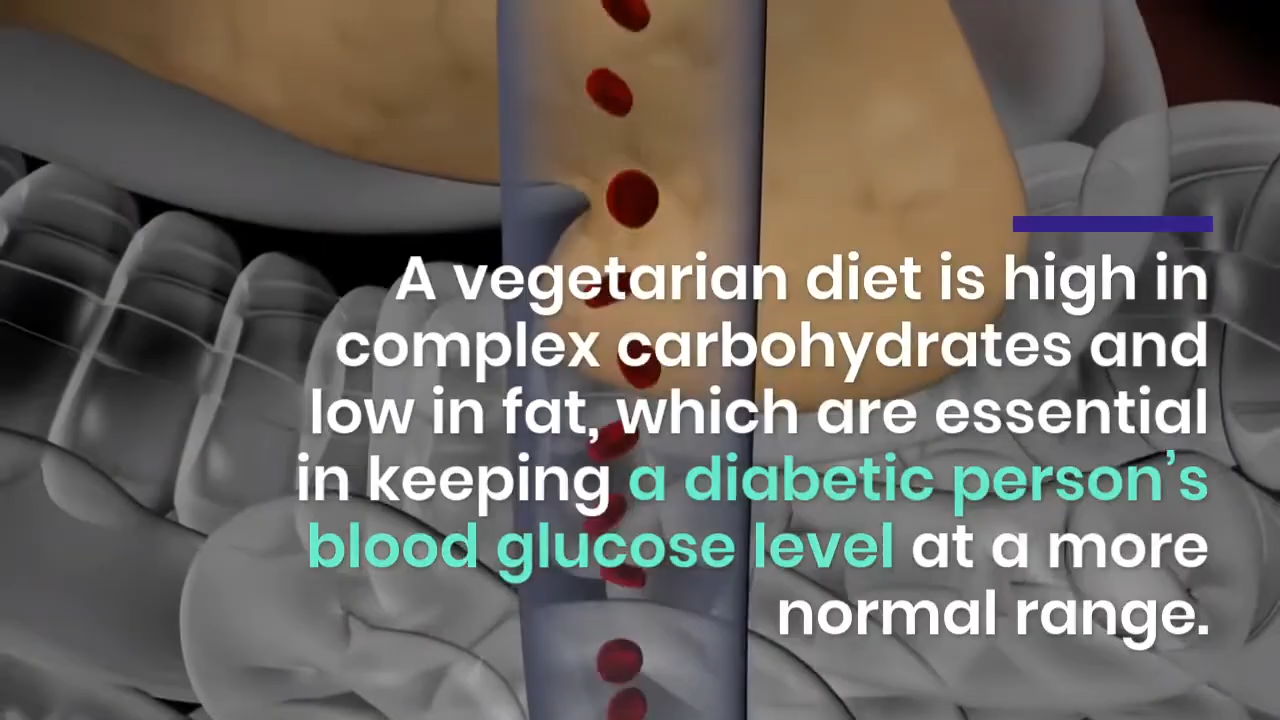 A vegetarian diet is high in
complex carbohydrates and
low in fat, which are essential
in keeping a diabetic person’s
blood glucose level at a more
normal range.